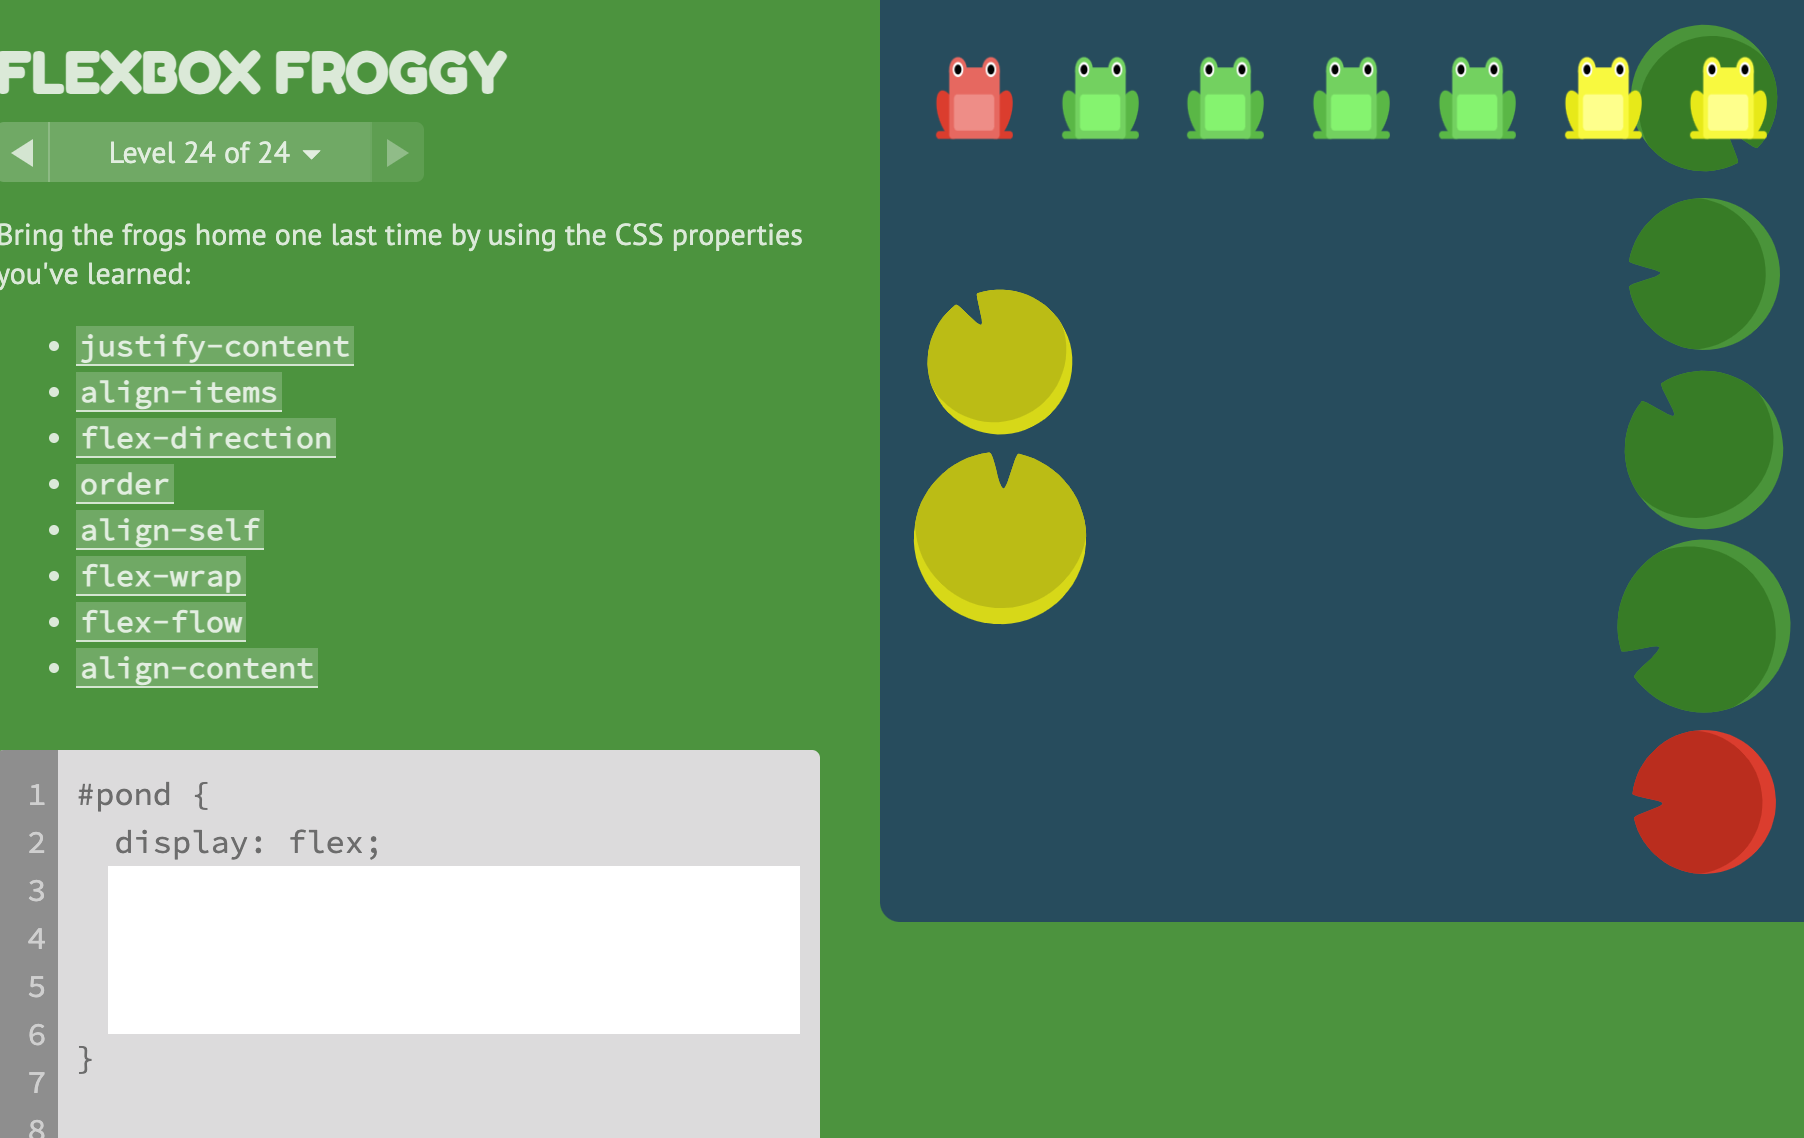 FLEXBOX FROGGY
Level 24 of 24
Bring the frogs home one last time by using the CSS properties
you've learned:
justify-content
align-items
flex-direction
order
align-self
flex-wrap
flex-flow
align-content
1 #pond {
2 display: flex;
3
4
5
6 }
7
8